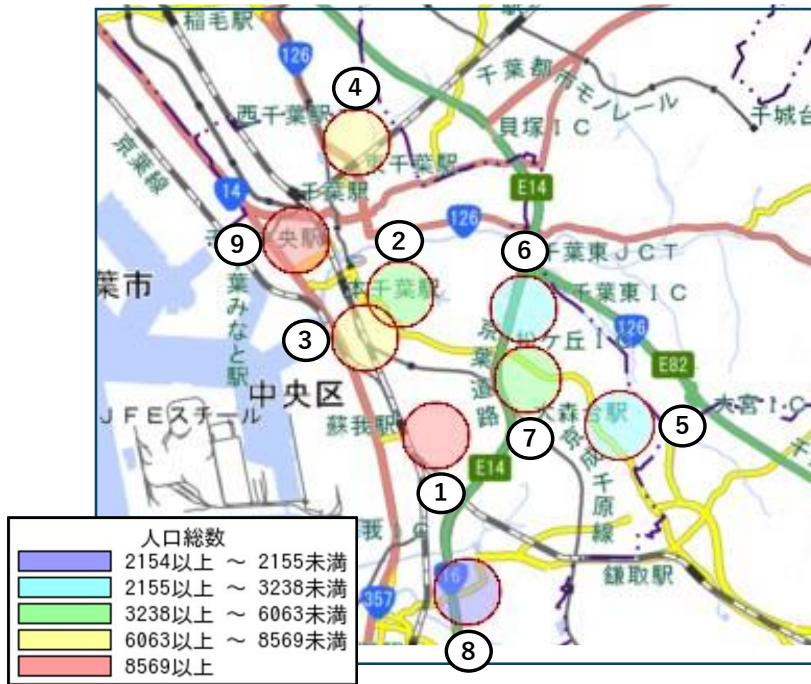 稲毛駅
126
千葉都市モノレール
千城台
④
西千葉駅
貝塚IC
京葉線
東千葉駅
14
千葉駅
E14
126
②
⑥
⑨
央駅
千葉東JCT
本千葉駅
千葉東IC
葉市
葉みなと駅
松ケ丘IC
126
③
京葉道路
E82
中央区
大宮IC
JFEスチール
蘇我駅
大森台駅
⑤
⑦
京成千原線
①
E14
我IC
鎌取駅
16
357
⑧
人口総数
2154以上 ～ 2155未満
2155以上 ～ 3238未満
3238以上 ～ 6063未満
6063以上 ～ 8569未満
8569以上